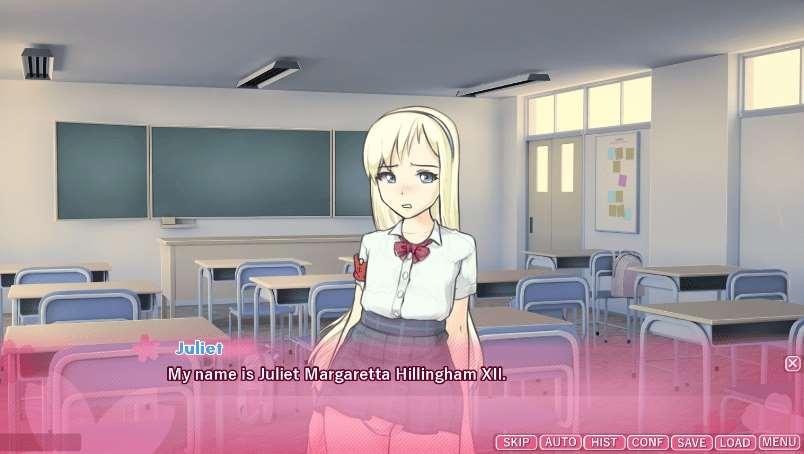 Juliet
My name is Juliet Margaretta Hillingham XII.
SKIP AUTO HIST CONF SAVE LOAD MENU